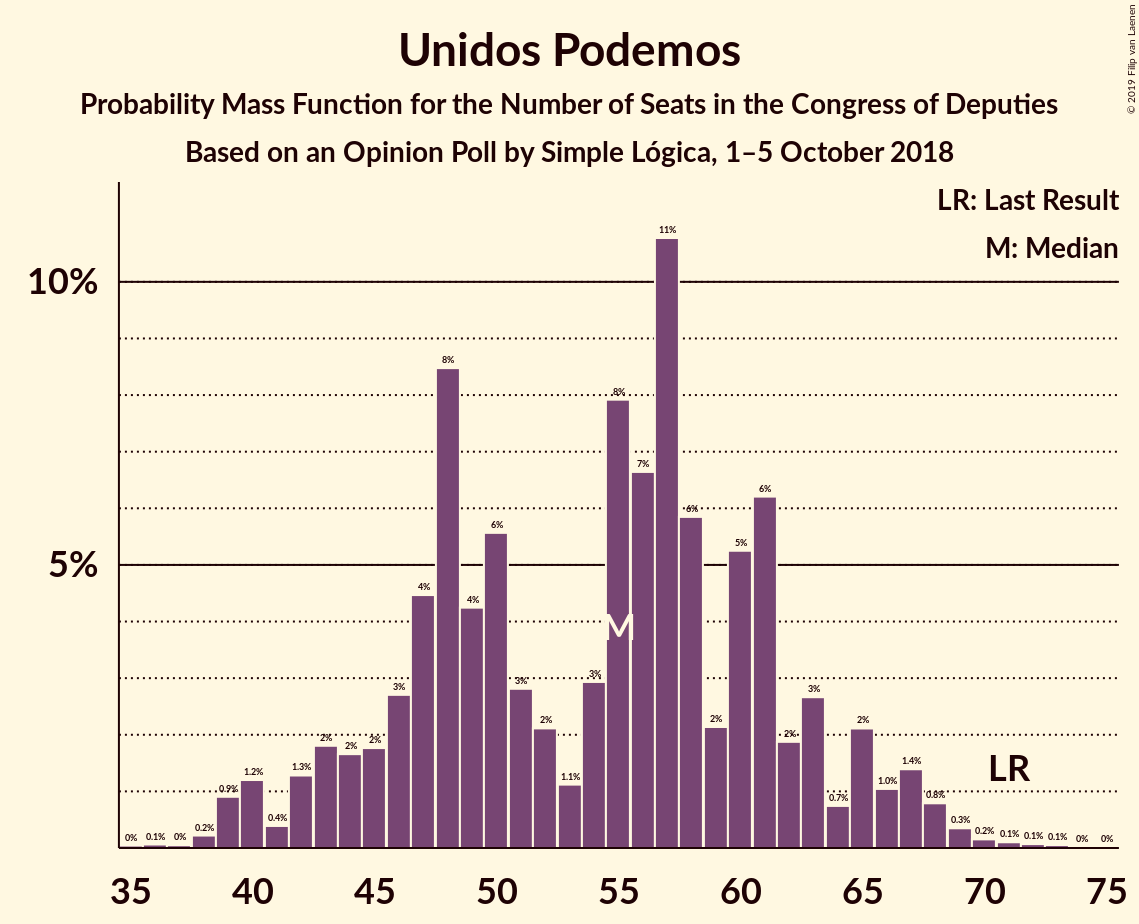 Unidos Podemos
Probability Mass Function for the Number of Seats in the Congress of Deputies
Based on an Opinion Poll by Simple Lógica, 1–5 October 2018
© 2019 Filip van Laenen
LR: Last Result
M: Median
10%
5%
0% 0.1% 0% 0.2% 0.9% 1.2% 0.4% 1.3% 2% 2% 2% 3% 4% 8% 4% 6% 3% 2% 1.1% 3% 8% 7% 11% 6% 2% 5% 6% 2% 3% 0.7% 2% 1.0% 1.4% 0.8% 0.3% 0.2% 0.1% 0.1% 0.1% 0% 0%
M
LR
35 40 45 50 55 60 65 70 75